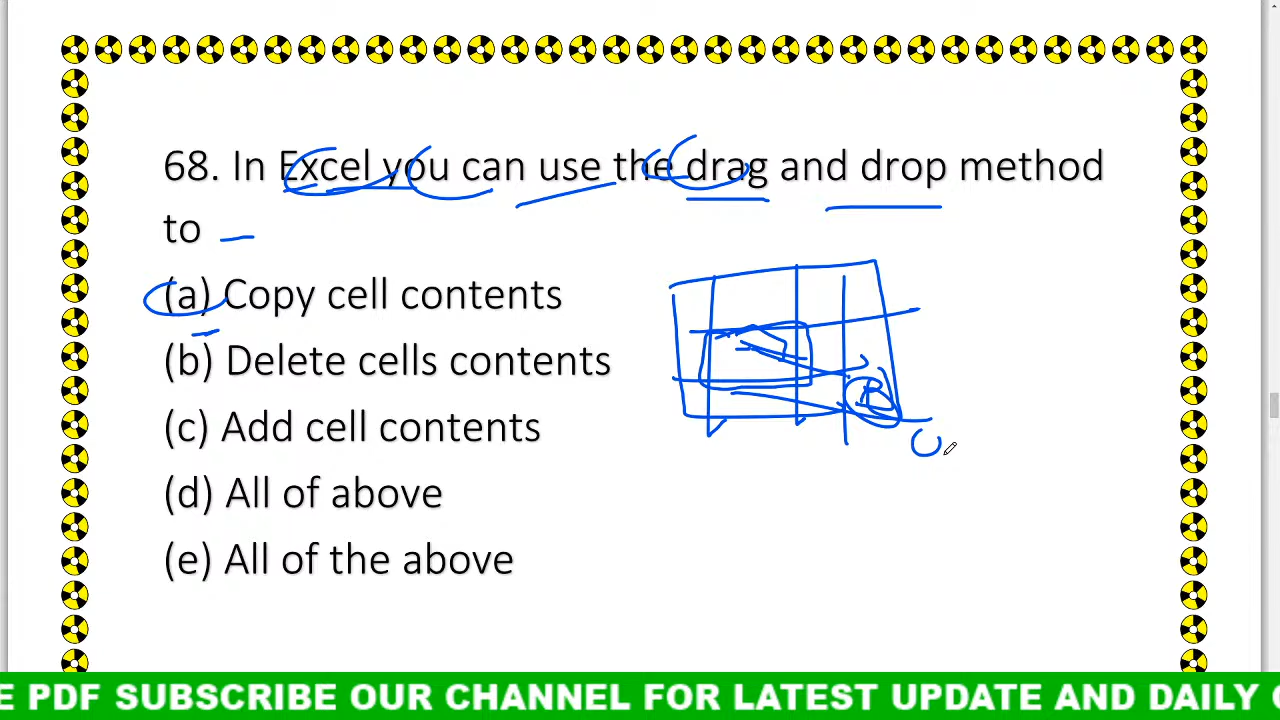 68. In Excel you can use the drag and drop method
to
(a) Copy cell contents
(b) Delete cells contents
(c) Add cell contents
(d) All of above
(e) All of the above
E PDF SUBSCRIBE OUR CHANNEL FOR LATEST UPDATE AND DAILY